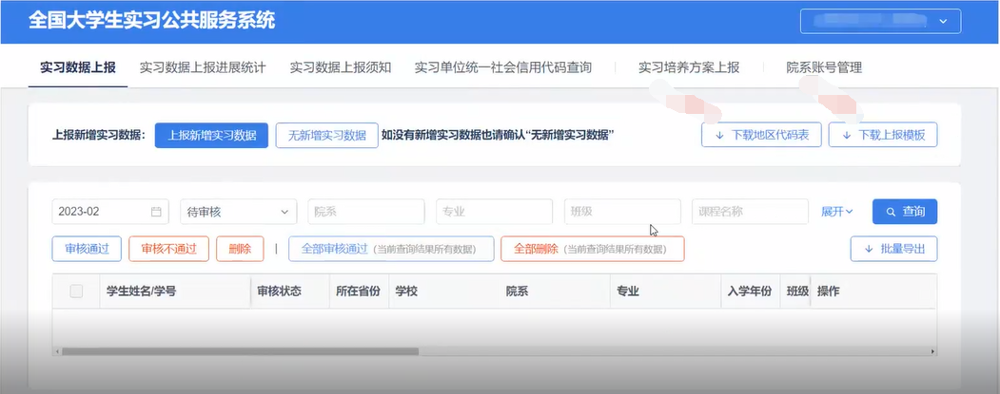 全国大学生实习公共服务系统
实习数据上报 实习数据上报进展统计 实习数据上报须知 实习单位统一社会信用代码查询 实习培养方案上报 院系账号管理
上报新增实习数据： 上报新增实习数据 无新增实习数据 如没有新增实习数据也请确认“无新增实习数据” 下载地区代码表 下载上报模板
2023-02 待审核 院系 专业 班级 课程名称 展开 查询
审核通过 审核不通过 删除 | 全部审核通过（当前查询结果所有数据） 全部删除（当前查询结果所有数据） 批量导出
学生姓名/学号 审核状态 所在省份 学校 院系 专业 入学年份 班级 操作